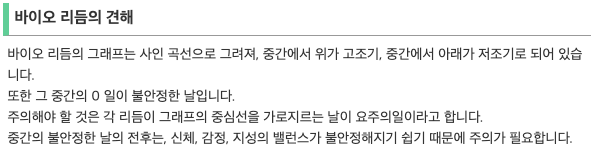 바이오 리듬의 견해
바이오 리듬의 그래프는 사인 곡선으로 그려져, 중간에서 위가 고조기, 중간에서 아래가 저조기로 되어 있습
니다.
또한 그 중간의 0 일이 불안정한 날입니다.
주의해야 할 것은 각 리듬이 그래프의 중심선을 가로지르는 날이 요주의일이라고 합니다.
중간의 불안정한 날의 전후는, 신체, 감정, 지성의 밸런스가 불안정해지기 쉽기 때문에 주의가 필요합니다.